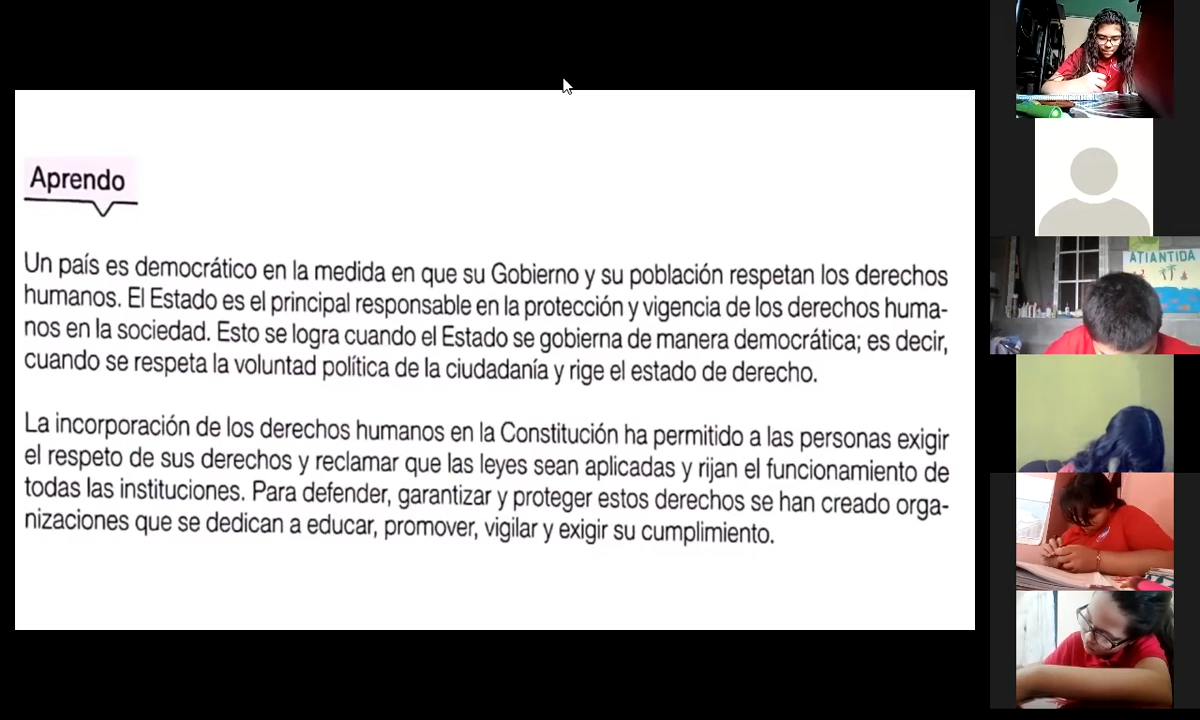 Aprendo
Un país es democrático en la medida en que su Gobierno y su población respetan los derechos
humanos. El Estado es el principal responsable en la protección y vigencia de los derechos huma-
nos en la sociedad. Esto se logra cuando el Estado se gobierna de manera democrática; es decir,
cuando se respeta la voluntad política de la ciudadanía y rige el estado de derecho.
La incorporación de los derechos humanos en la Constitución ha permitido a las personas exigir
el respeto de sus derechos y reclamar que las leyes sean aplicadas y rijan el funcionamiento de
todas las instituciones. Para defender, garantizar y proteger estos derechos se han creado orga-
nizaciones que se dedican a educar, promover, vigilar y exigir su cumplimiento.
ATLANTIDA